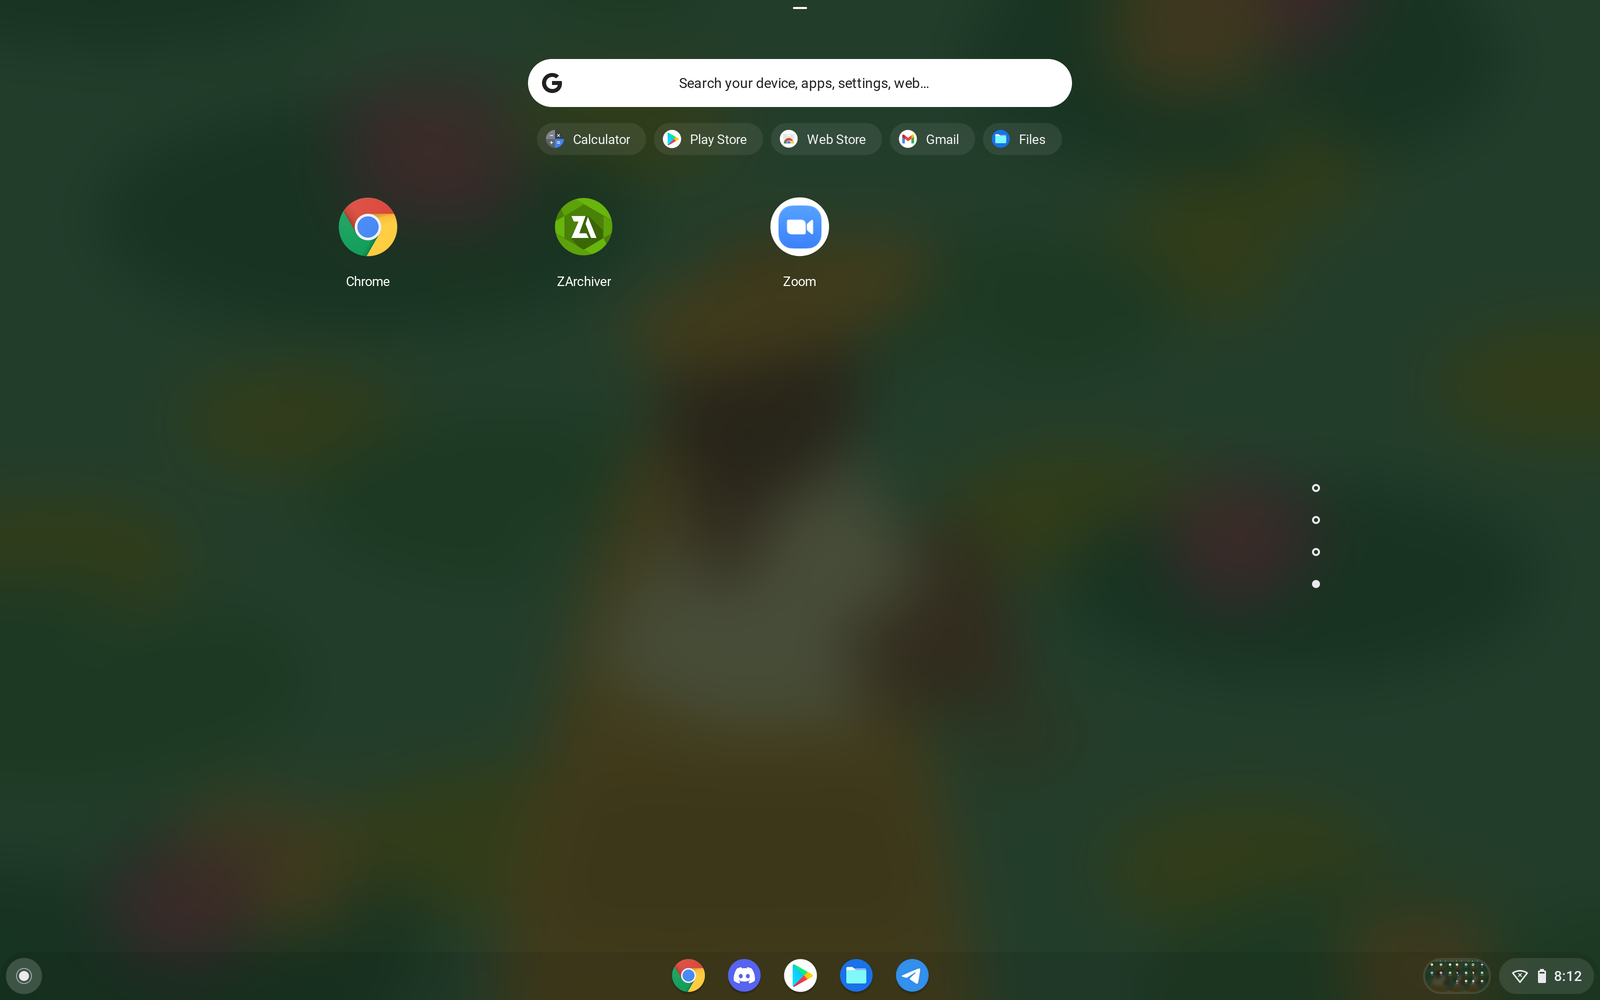 Search your device, apps, settings, web...
Calculator
Play Store
Web Store
Gmail
Files
Chrome
ZArchiver
Zoom
8:12